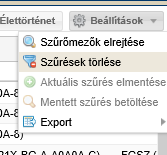 Élettörténet Beállítások
Szűrőmezők elrejtése
Szűrések törlése
Aktuális szűrés elmentése
Mentett szűrés betöltése
Export